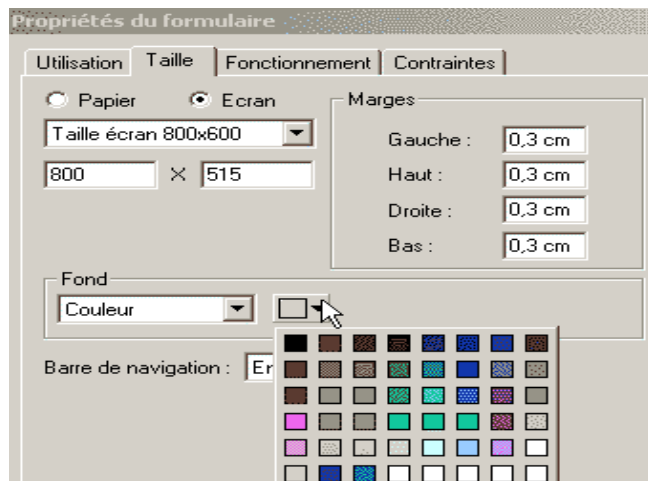 Propriétés du formulaire
Utilisation Taille Fonctionnement Contraintes
Papier Ecran
Taille écran 800x600
800 X 515
Marges
Gauche : 0,3 cm
Haut : 0,3 cm
Droite : 0,3 cm
Bas : 0,3 cm
Fond
Couleur
Barre de navigation :